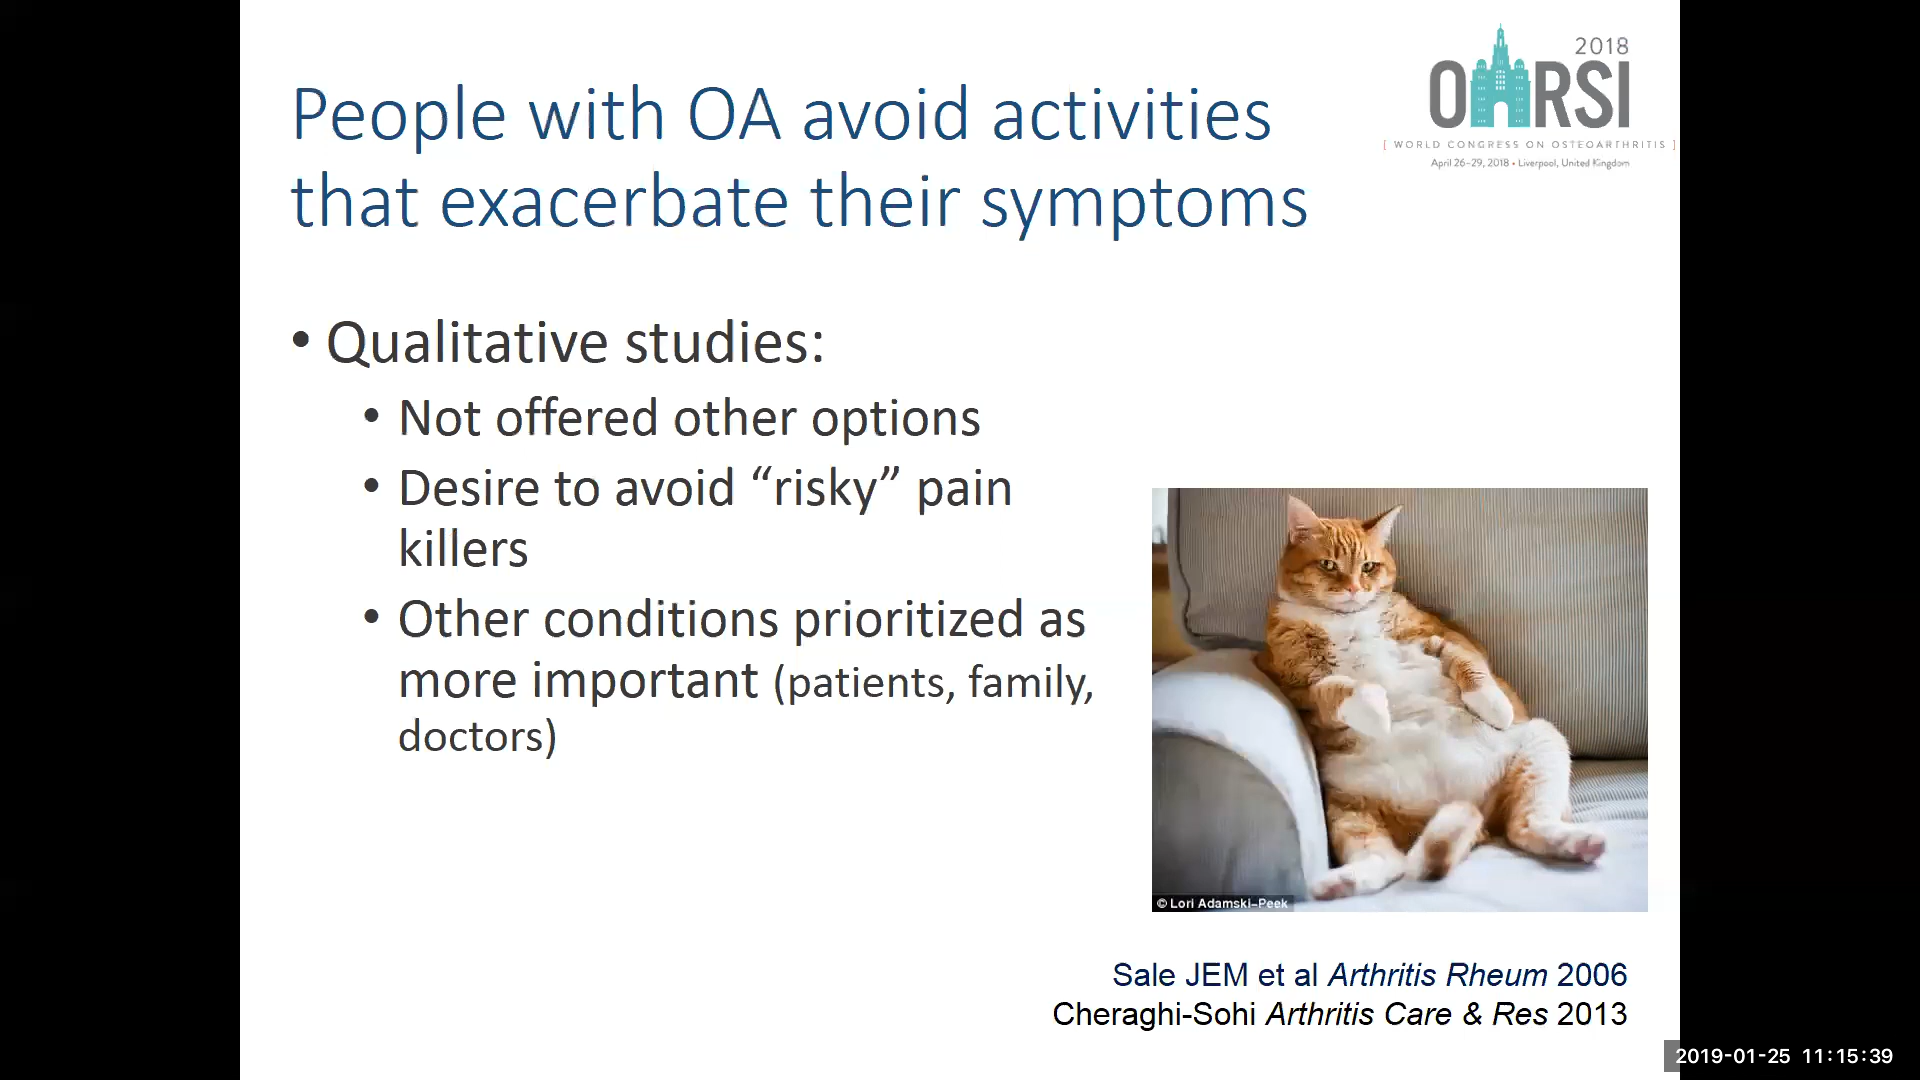 2018
OARSI
[ WORLD CONGRESS ON OSTEOARTHRITIS ]
April 26-29, 2018 • Liverpool, United Kingdom
People with OA avoid activities
that exacerbate their symptoms
• Qualitative studies:
• Not offered other options
• Desire to avoid “risky” pain
killers
• Other conditions prioritized as
more important (patients, family,
doctors)
© Lori Adamski-Peek
Sale JEM et al Arthritis Rheum 2006
Cheraghi-Sohi Arthritis Care & Res 2013
2019-01-25 11:15:39